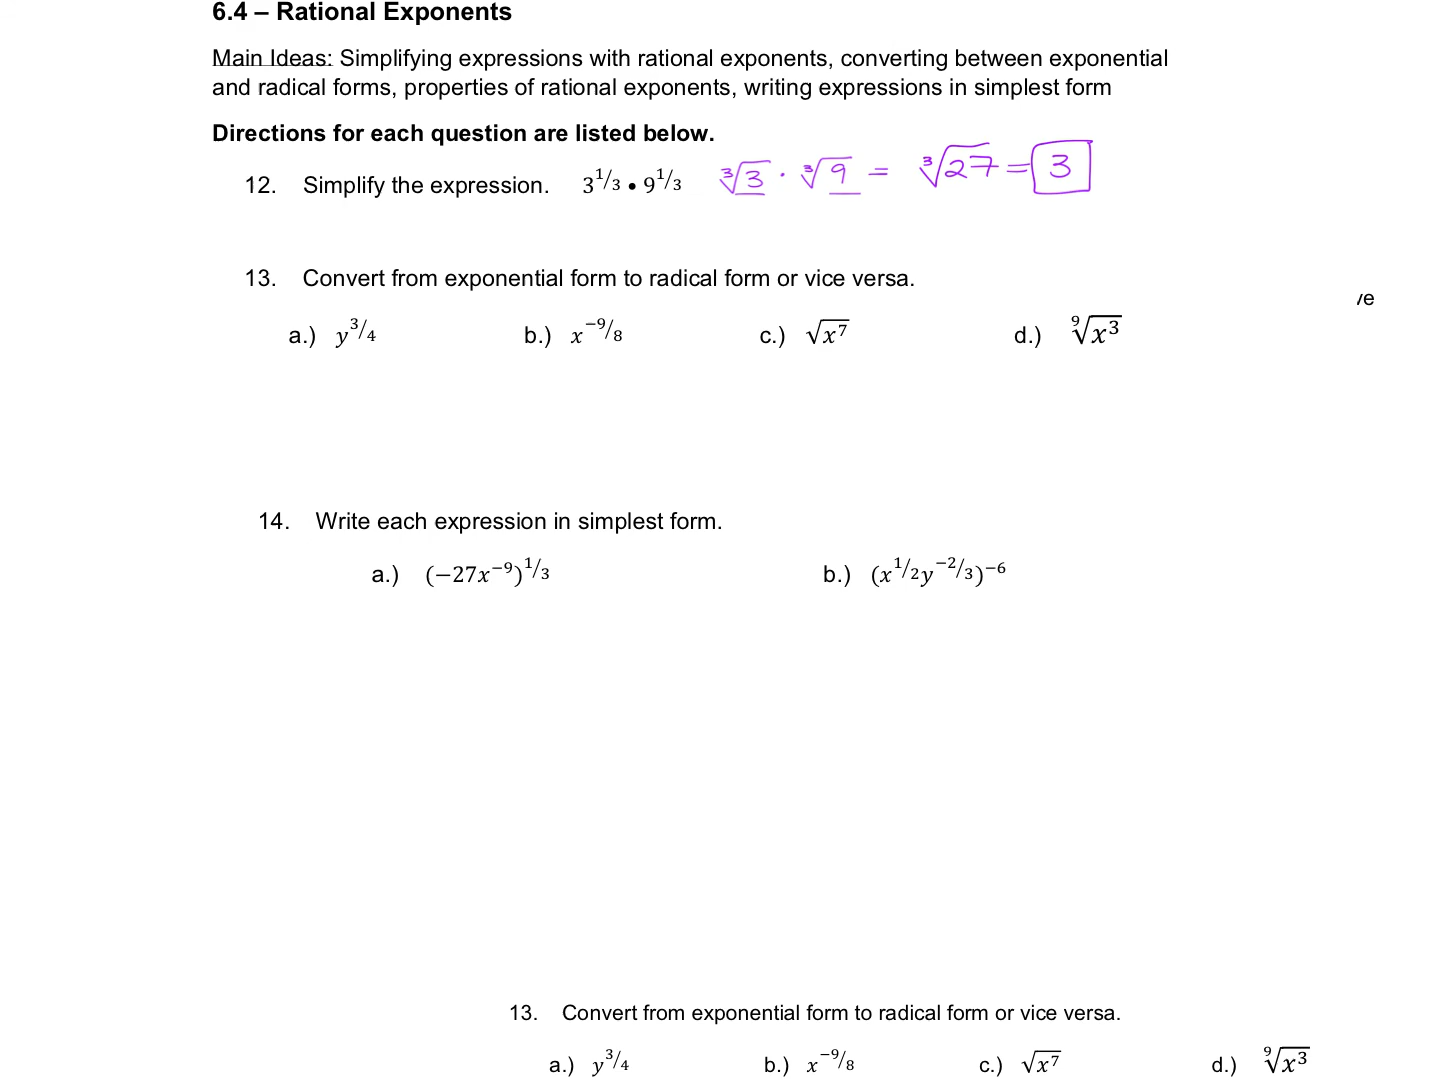 6.4 – Rational Exponents
Main Ideas: Simplifying expressions with rational exponents, converting between exponential
and radical forms, properties of rational exponents, writing expressions in simplest form
Directions for each question are listed below.
12. Simplify the expression. 3^{1/3} • 9^{1/3} ∛3 · ∛9 = ∛27 = 3
13. Convert from exponential form to radical form or vice versa.
ve
a.) y^{3/4} b.) x^{-9/8} c.) √(x^7) d.) ⁹√(x^3)
14. Write each expression in simplest form.
a.) (−27x^{−9})^{1/3} b.) (x^{1/2}y^{−2/3})^{−6}
13. Convert from exponential form to radical form or vice versa.
a.) y^{3/4} b.) x^{-9/8} c.) √(x^7) d.) ⁹√(x^3)